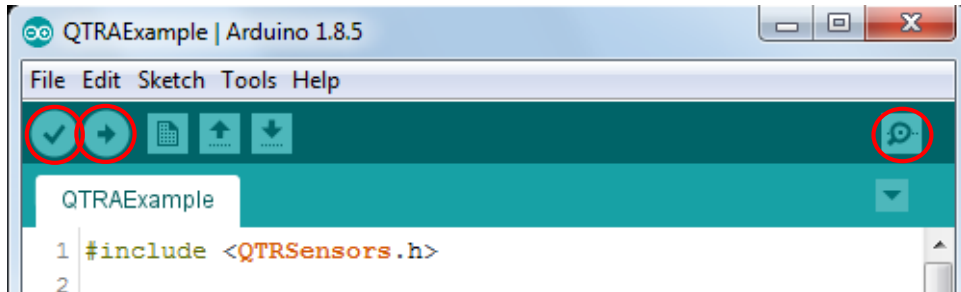 QTRAExample | Arduino 1.8.5
File Edit Sketch Tools Help
QTRAExample
1 #include <QTRSensors.h>
2